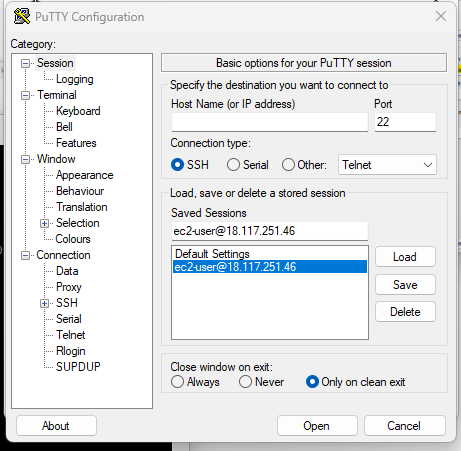 PuTTY Configuration
Category:
Session
Logging
Terminal
Keyboard
Bell
Features
Window
Appearance
Behaviour
Translation
Selection
Colours
Connection
Data
Proxy
SSH
Serial
Telnet
Rlogin
SUPDUP
Basic options for your PuTTY session
Specify the destination you want to connect to
Host Name (or IP address) Port
22
Connection type:
SSH Serial Other: Telnet
Load, save or delete a stored session
Saved Sessions
ec2-user@18.117.251.46
Default Settings
ec2-user@18.117.251.46
Load
Save
Delete
Close window on exit:
Always Never Only on clean exit
About Open Cancel